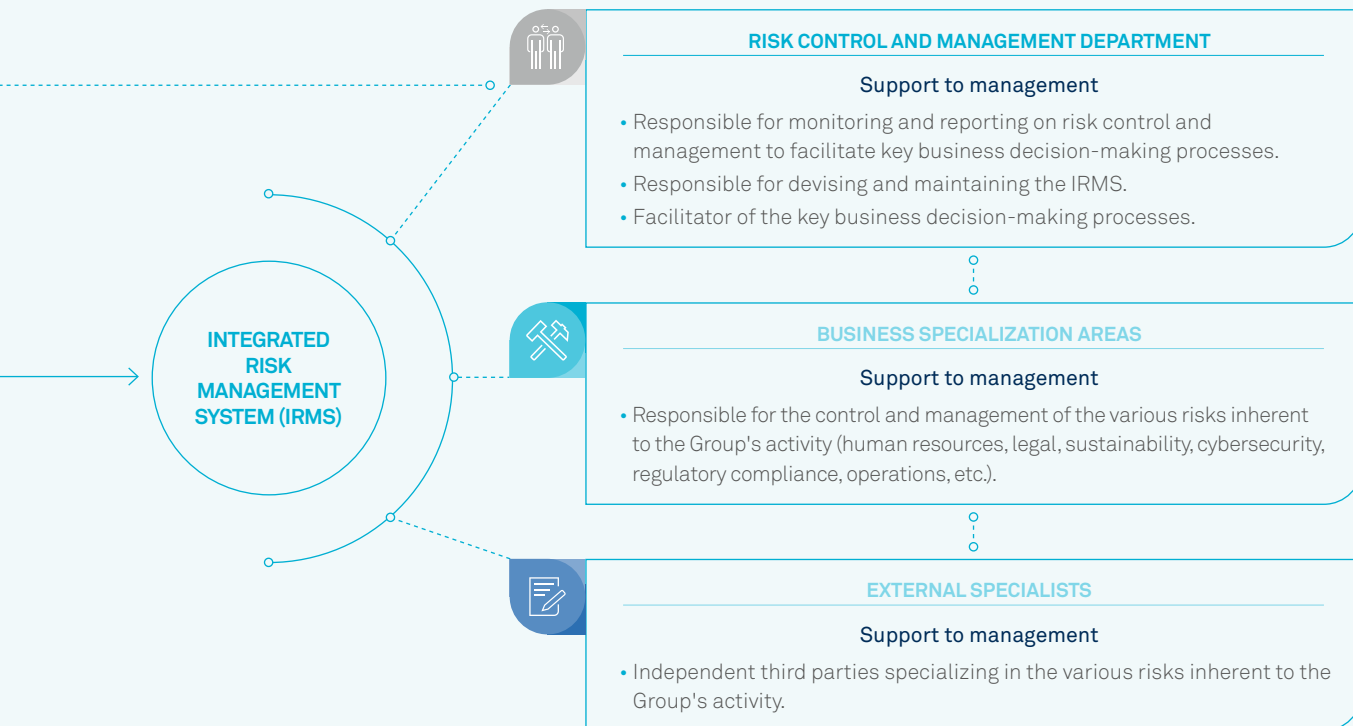 RISK CONTROL AND MANAGEMENT DEPARTMENT
Support to management
• Responsible for monitoring and reporting on risk control and
management to facilitate key business decision-making processes.
• Responsible for devising and maintaining the IRMS.
• Facilitator of the key business decision-making processes.
INTEGRATED
RISK
MANAGEMENT
SYSTEM (IRMS)
BUSINESS SPECIALIZATION AREAS
Support to management
• Responsible for the control and management of the various risks inherent
to the Group's activity (human resources, legal, sustainability, cybersecurity,
regulatory compliance, operations, etc.).
EXTERNAL SPECIALISTS
Support to management
• Independent third parties specializing in the various risks inherent to the
Group's activity.